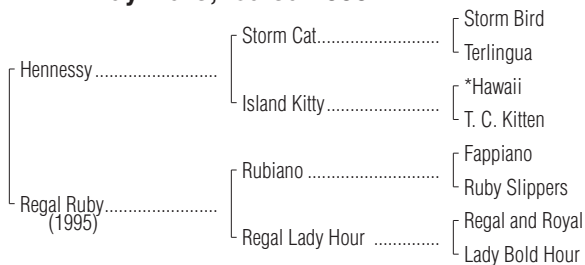 Storm Bird
Storm Cat..............................
Terlingua
Hennessy..............................
*Hawaii
Island Kitty............................
T. C. Kitten
Fappiano
Rubiano ................................
Ruby Slippers
Regal Ruby............................
(1995)
Regal and Royal
Regal Lady Hour ................
Lady Bold Hour